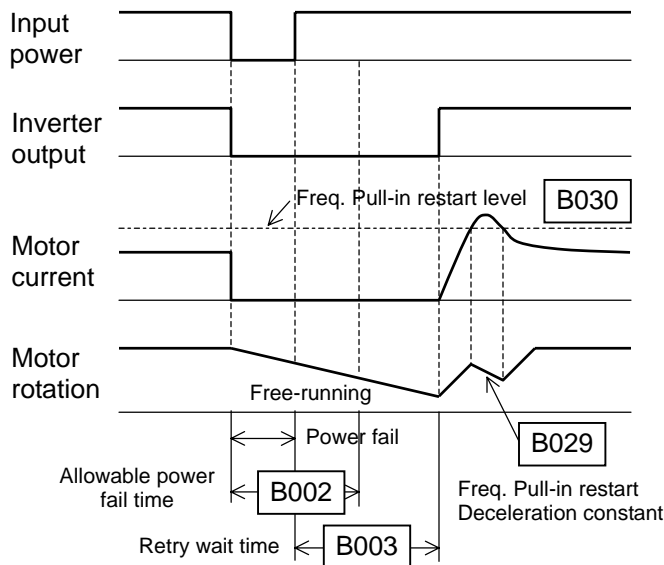 Input
power
Inverter
output
Freq. Pull-in restart level
B030
Motor
current
Motor
rotation
Free-running
Power fail
B029
Allowable power
fail time
B002
Freq. Pull-in restart
Deceleration constant
Retry wait time
B003